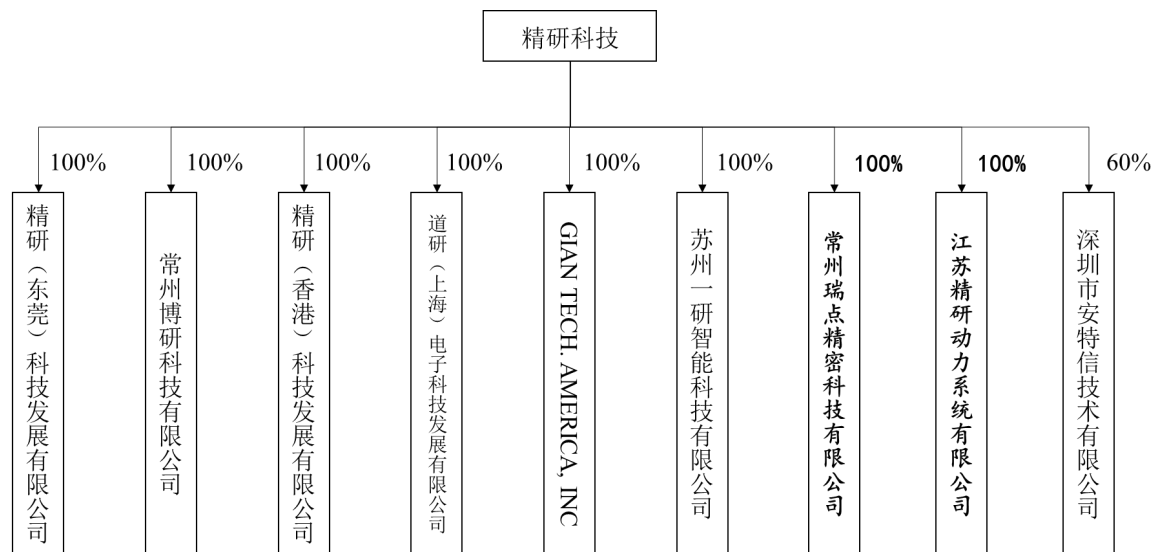 精研科技
100%
100%
100%
100%
100%
100%
100%
100%
60%
精研（东莞）科技发展有限公司
常州博研科技有限公司
精研（香港）科技发展有限公司
道研（上海）电子科技发展有限公司
GIAN TECH. AMERICA, INC
苏州一研智能科技有限公司
常州瑞点精密科技有限公司
江苏精研动力系统有限公司
深圳市安特信技术有限公司